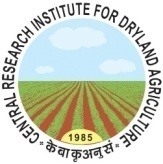 CENTRAL RESEARCH INSTITUTE FOR DRYLAND AGRICULTURE
1985
* के बा कृ अनु सं *